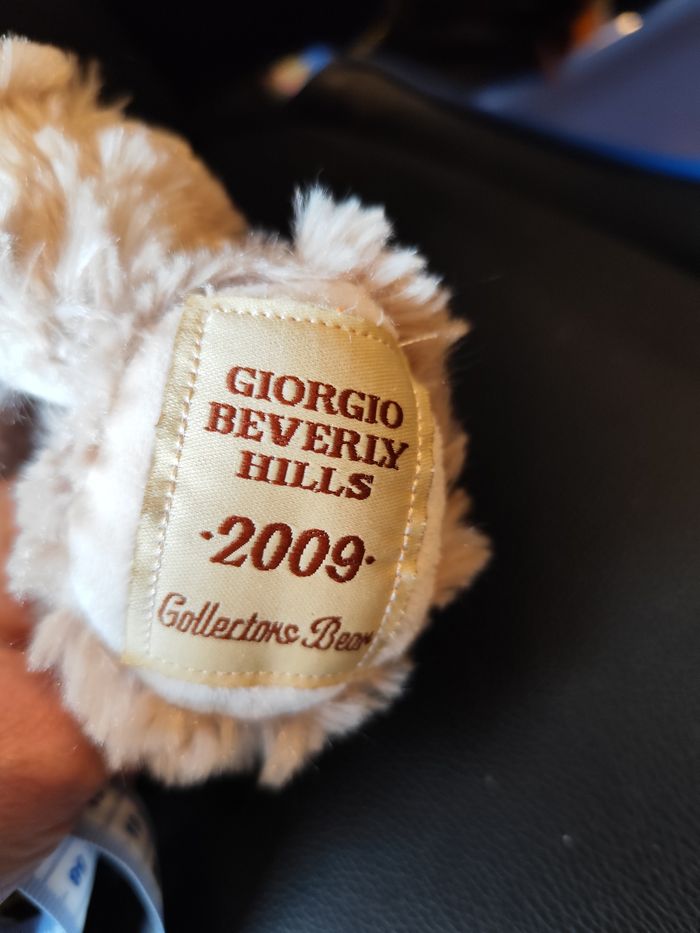 GIORGIO
BEVERLY
HILLS
·2009·
Collectors Bear